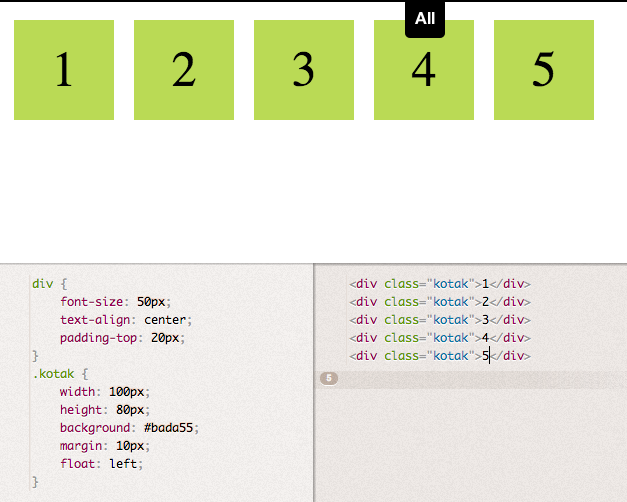 All
1 2 3 4 5
div {
font-size: 50px;
text-align: center;
padding-top: 20px;
}
.kotak {
width: 100px;
height: 80px;
background: #bada55;
margin: 10px;
float: left;
}
<div class="kotak">1</div>
<div class="kotak">2</div>
<div class="kotak">3</div>
<div class="kotak">4</div>
<div class="kotak">5</div>
5